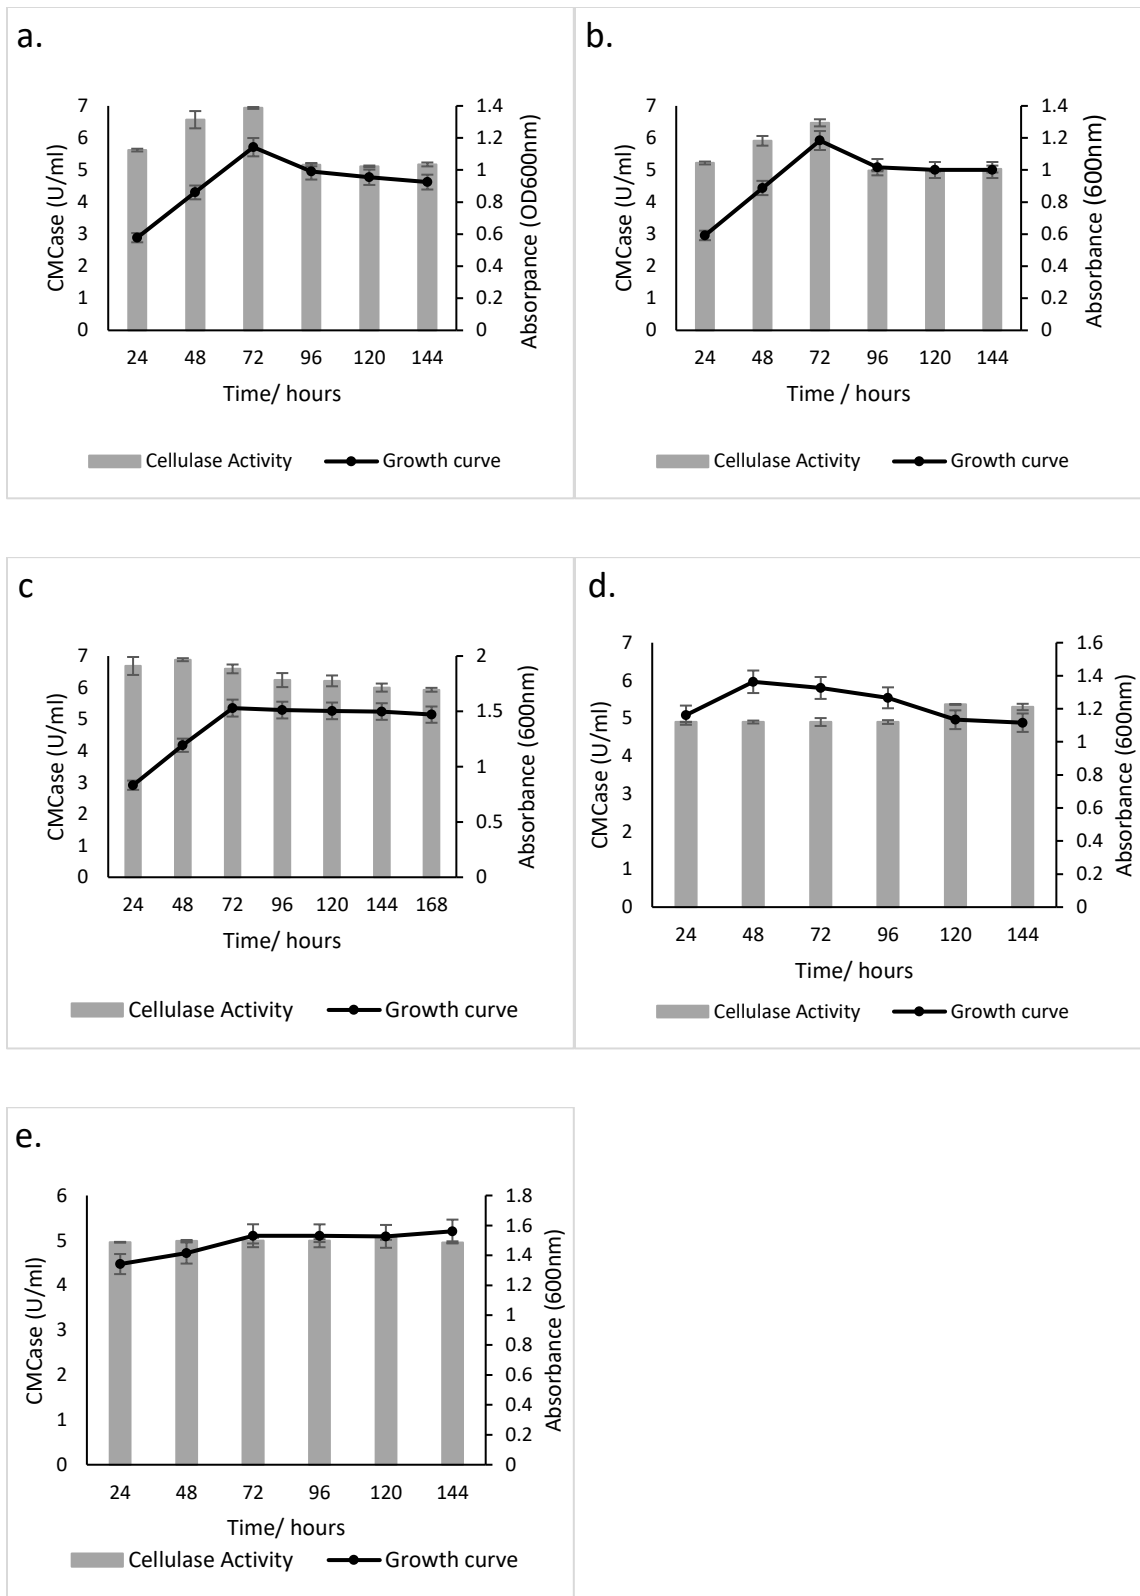 a.
CMCase (U/ml)
7
6
5
4
3
2
1
0
1.4
1.2
1
0.8
0.6
0.4
0.2
0
Absorpance (OD600nm)
24 48 72 96 120 144
Time/ hours
Cellulase Activity Growth curve
b.
CMCase (U/ml)
7
6
5
4
3
2
1
0
1.4
1.2
1
0.8
0.6
0.4
0.2
0
Absorbance (600nm)
24 48 72 96 120 144
Time / hours
Cellulase Activity Growth curve
c
CMCase (U/ml)
7
6
5
4
3
2
1
0
2
1.5
1
0.5
0
Absorbance (600nm)
24 48 72 96 120 144 168
Time/ hours
Cellulase Activity Growth curve
d.
CMCase (U/ml)
7
6
5
4
3
2
1
0
1.6
1.4
1.2
1
0.8
0.6
0.4
0.2
0
Absorbance (600nm)
24 48 72 96 120 144
Time/ hours
Cellulase Activity Growth curve
e.
CMCase (U/ml)
6
5
4
3
2
1
0
1.8
1.6
1.4
1.2
1
0.8
0.6
0.4
0.2
0
Absorbance (600nm)
24 48 72 96 120 144
Time/ hours
Cellulase Activity Growth curve